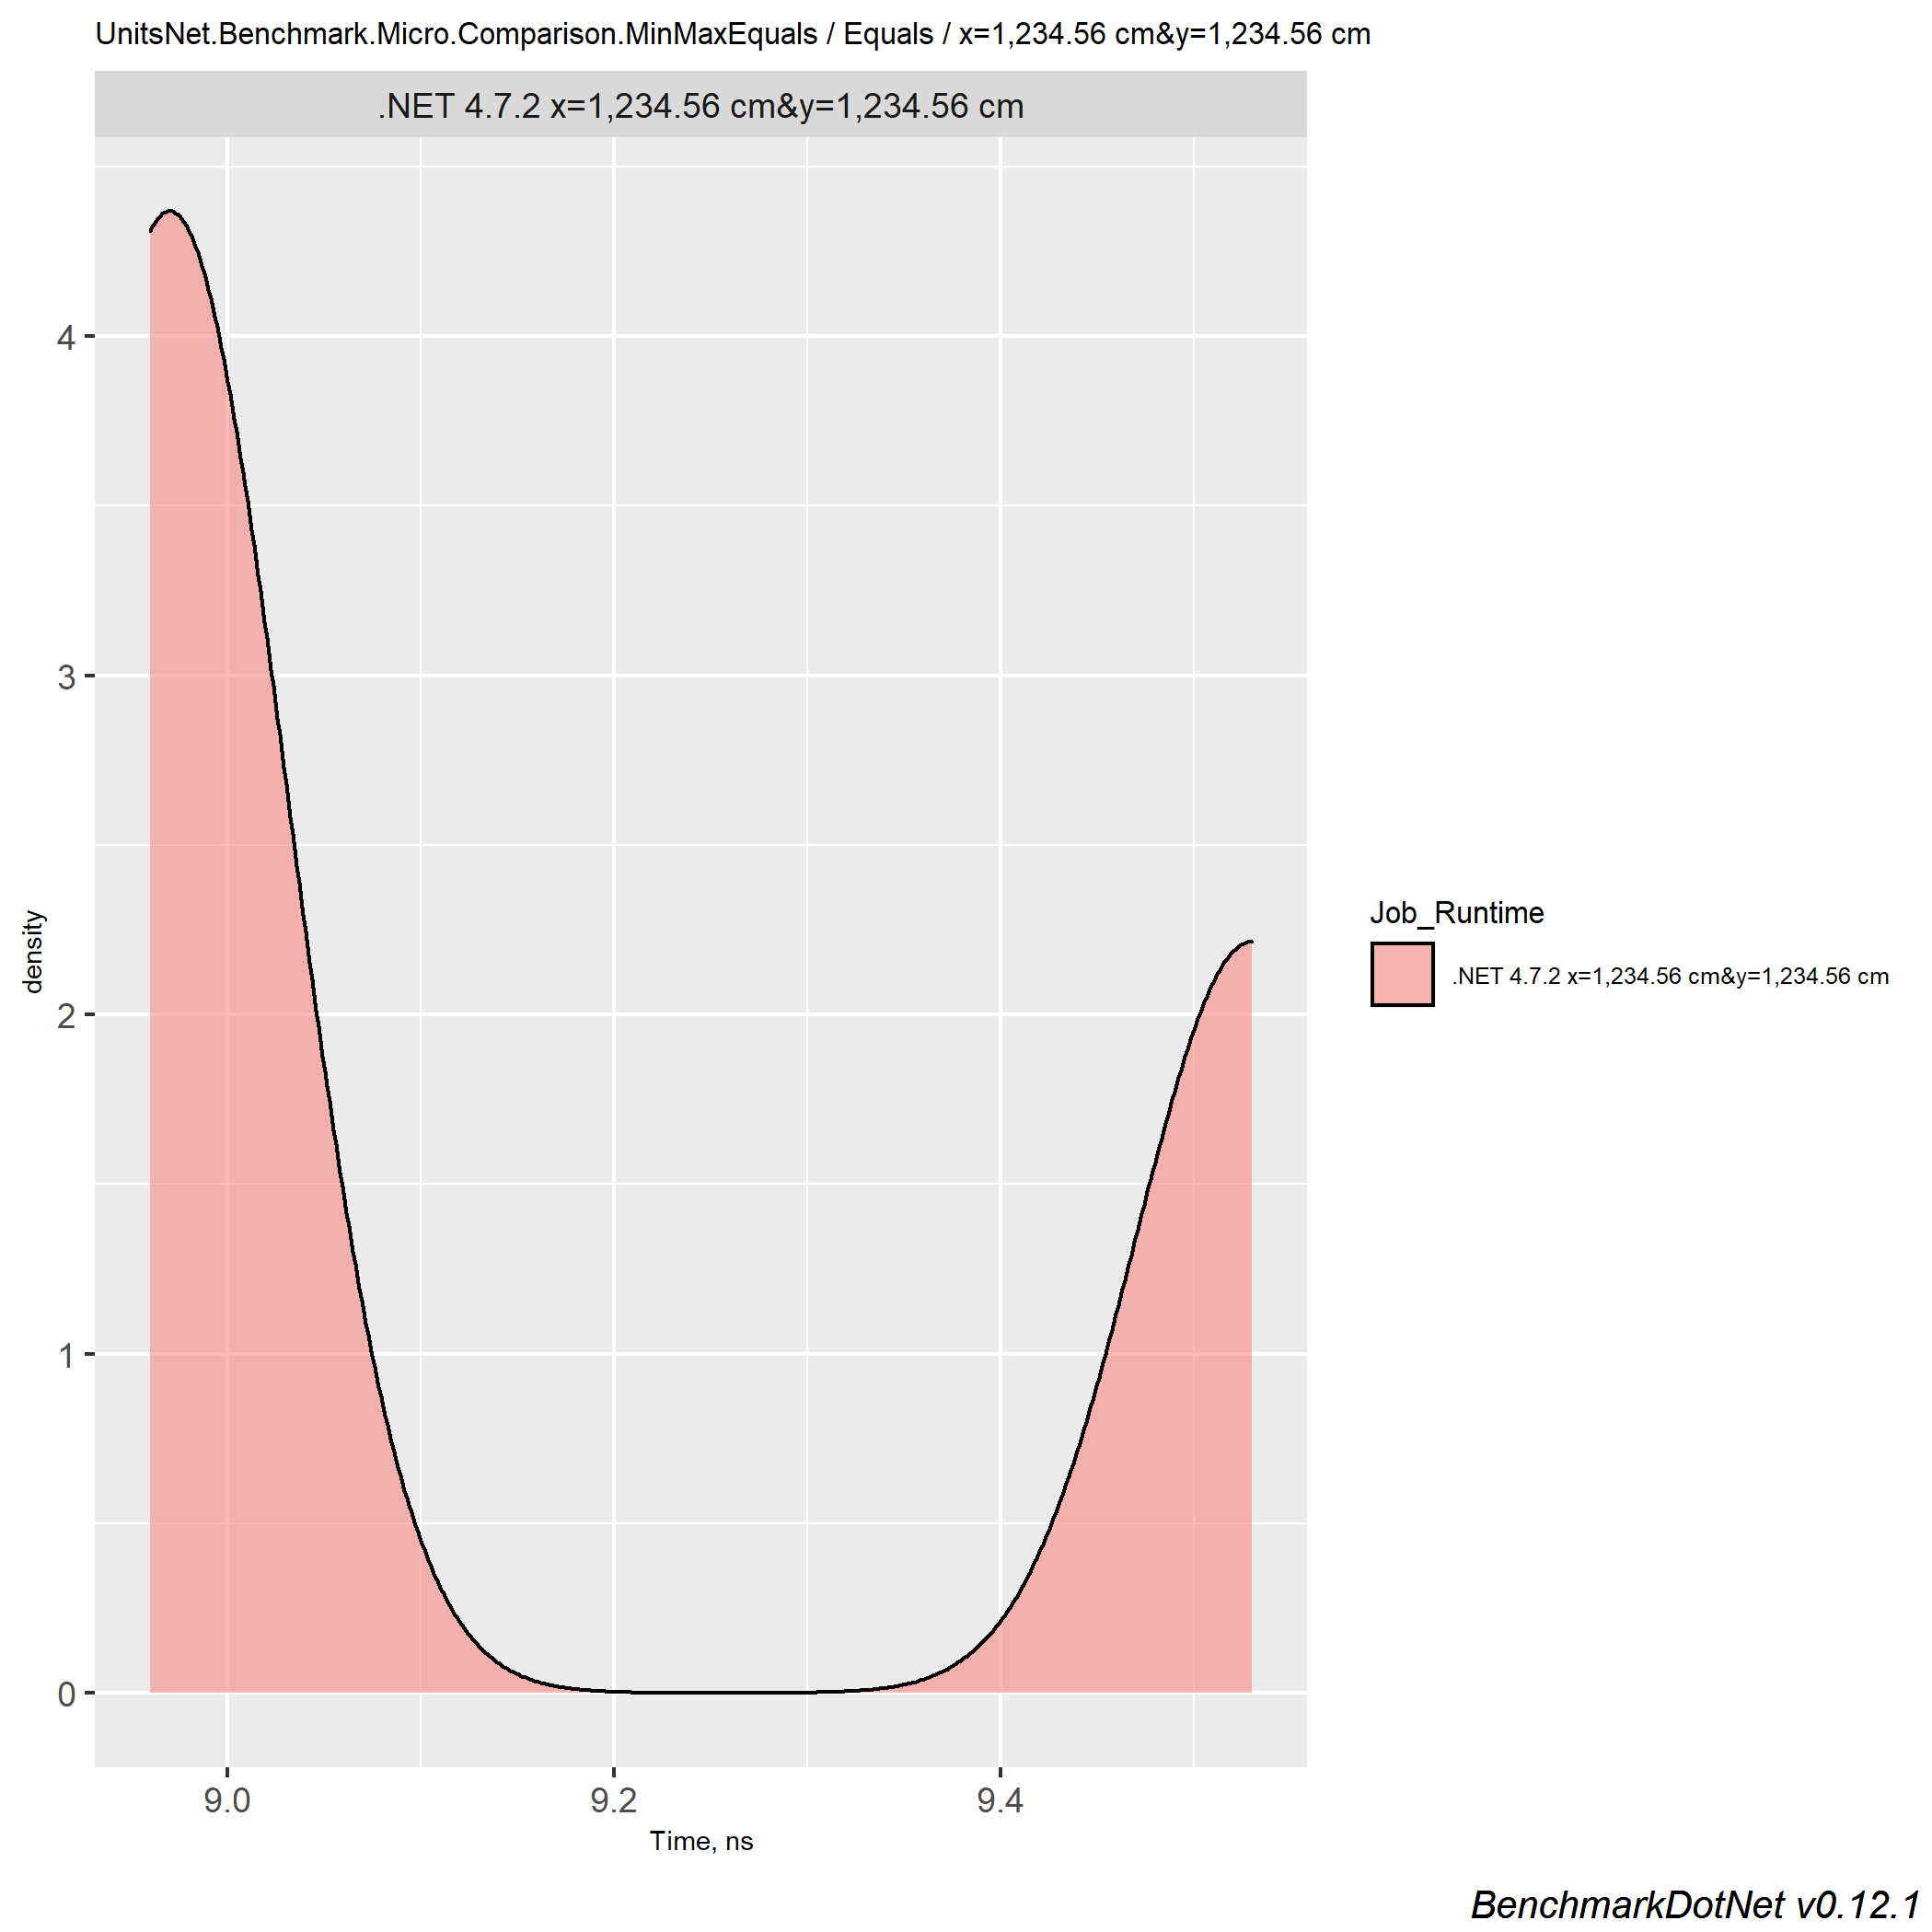 UnitsNet.Benchmark.Micro.Comparison.MinMaxEquals / Equals / x=1,234.56 cm&y=1,234.56 cm
.NET 4.7.2 x=1,234.56 cm&y=1,234.56 cm
4
3
2
1
0
density
9.0 9.2 9.4
Time, ns
Job_Runtime
.NET 4.7.2 x=1,234.56 cm&y=1,234.56 cm
BenchmarkDotNet v0.12.1